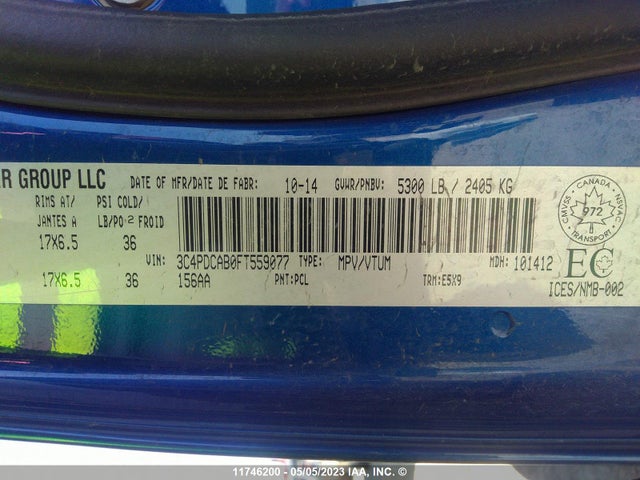 R GROUP LLC DATE OF MFR/DATE DE FABR: 10-14 GVWR/PNBV: 5300 LB / 2405 KG
RIMS AT/ PSI COLD/
JANTES A LB/PO² FROID
17X6.5 36
VIN: 3C4PDCAB0FT559077 TYPE: MPV/VTUM MDH: 101412
17X6.5 36 156AA PNT: PCL TRM: E5X9
CANADA
CMVSS 972 NSVAC
TRANSPORT
EC
ICES/NMB-002
11746200 - 05/05/2023 IAA, Inc.